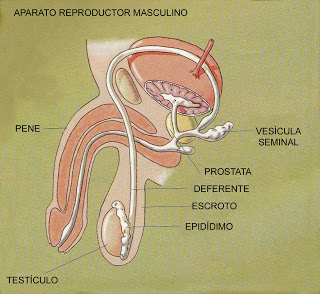 APARATO REPRODUCTOR MASCULINO
PENE
VESÍCULA
SEMINAL
PROSTATA
DEFERENTE
ESCROTO
EPIDÍDIMO
TESTÍCULO